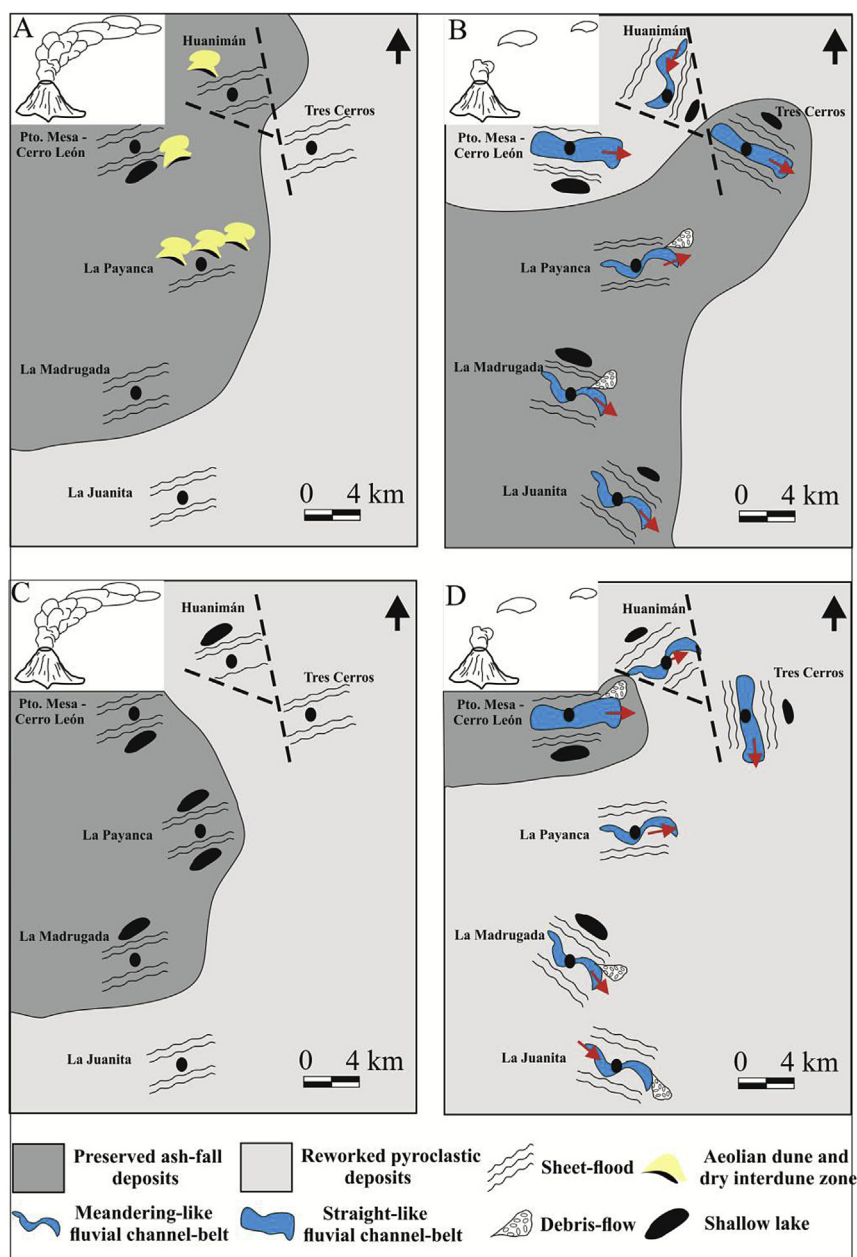 A
Huanimán
Tres Cerros
Pto. Mesa -
Cerro León
La Payanca
La Madrugada
La Juanita
0 4 km
B
Huanimán
Tres Cerros
Pto. Mesa -
Cerro León
La Payanca
La Madrugada
La Juanita
0 4 km
C
Huanimán
Tres Cerros
Pto. Mesa -
Cerro León
La Payanca
La Madrugada
La Juanita
0 4 km
D
Huanimán
Tres Cerros
Pto. Mesa -
Cerro León
La Payanca
La Madrugada
La Juanita
0 4 km
Preserved ash-fall
deposits
Reworked pyroclastic
deposits
Sheet-flood
Aeolian dune and
dry interdune zone
Meandering-like
fluvial channel-belt
Straight-like
fluvial channel-belt
Debris-flow
Shallow lake